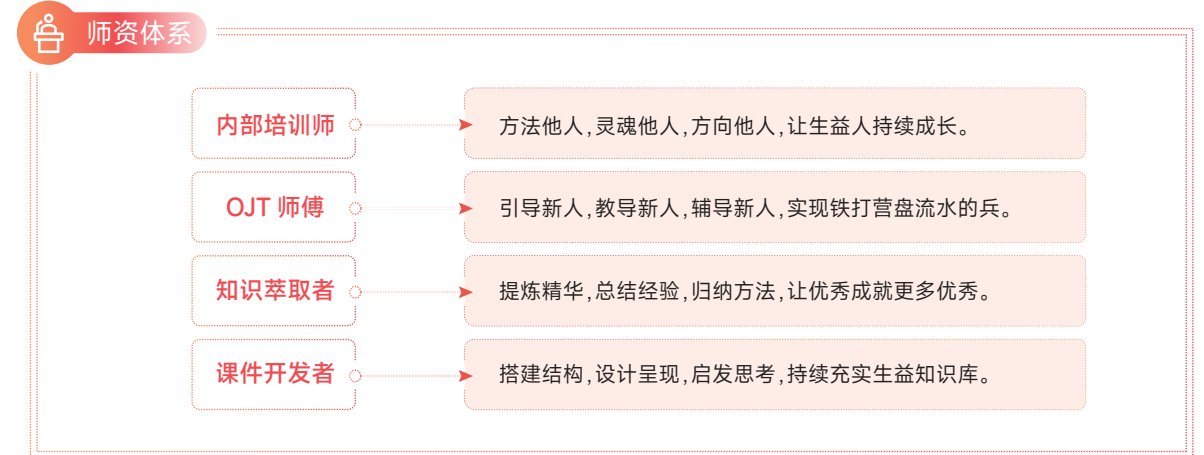 师资体系
内部培训师
方法他人,灵魂他人,方向他人,让生益人持续成长。
OJT 师傅
引导新人,教导新人,辅导新人,实现铁打营盘流水的兵。
知识萃取者
提炼精华,总结经验,归纳方法,让优秀成就更多优秀。
课件开发者
搭建结构,设计呈现,启发思考,持续充实生益知识库。